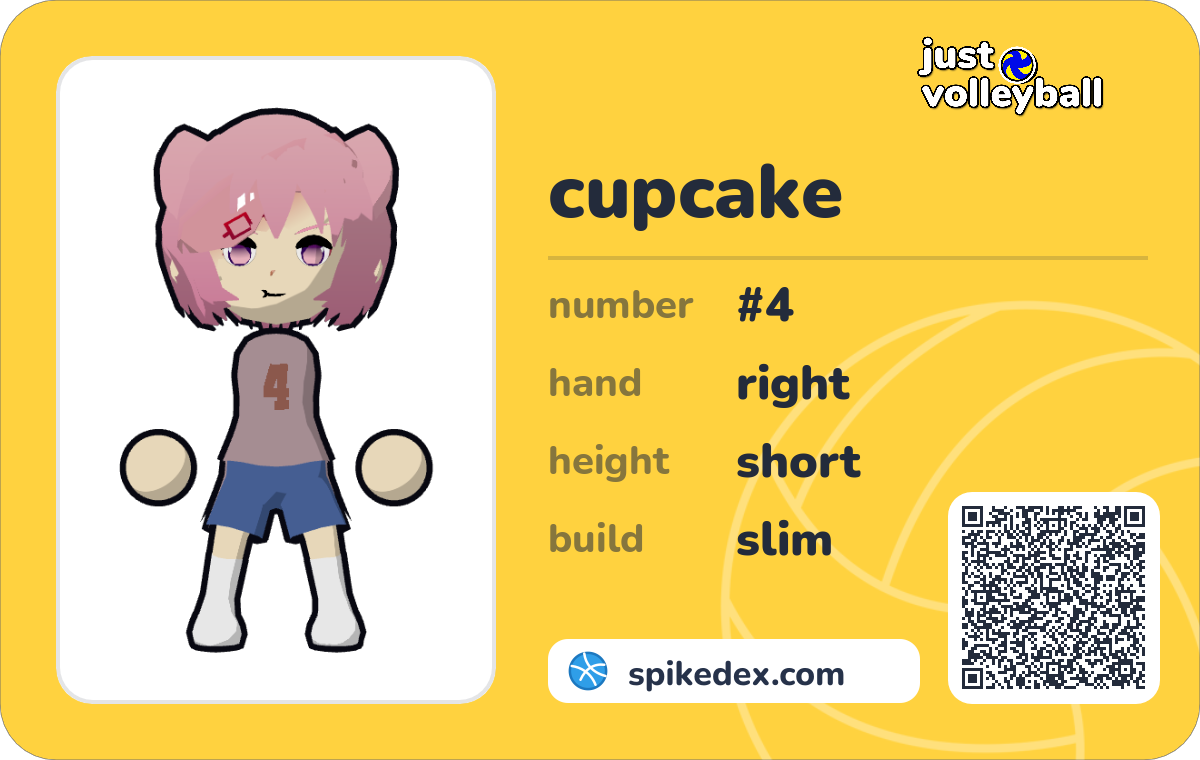 just
volleyball
cupcake
number #4
hand right
height short
build slim
4
spikedex.com